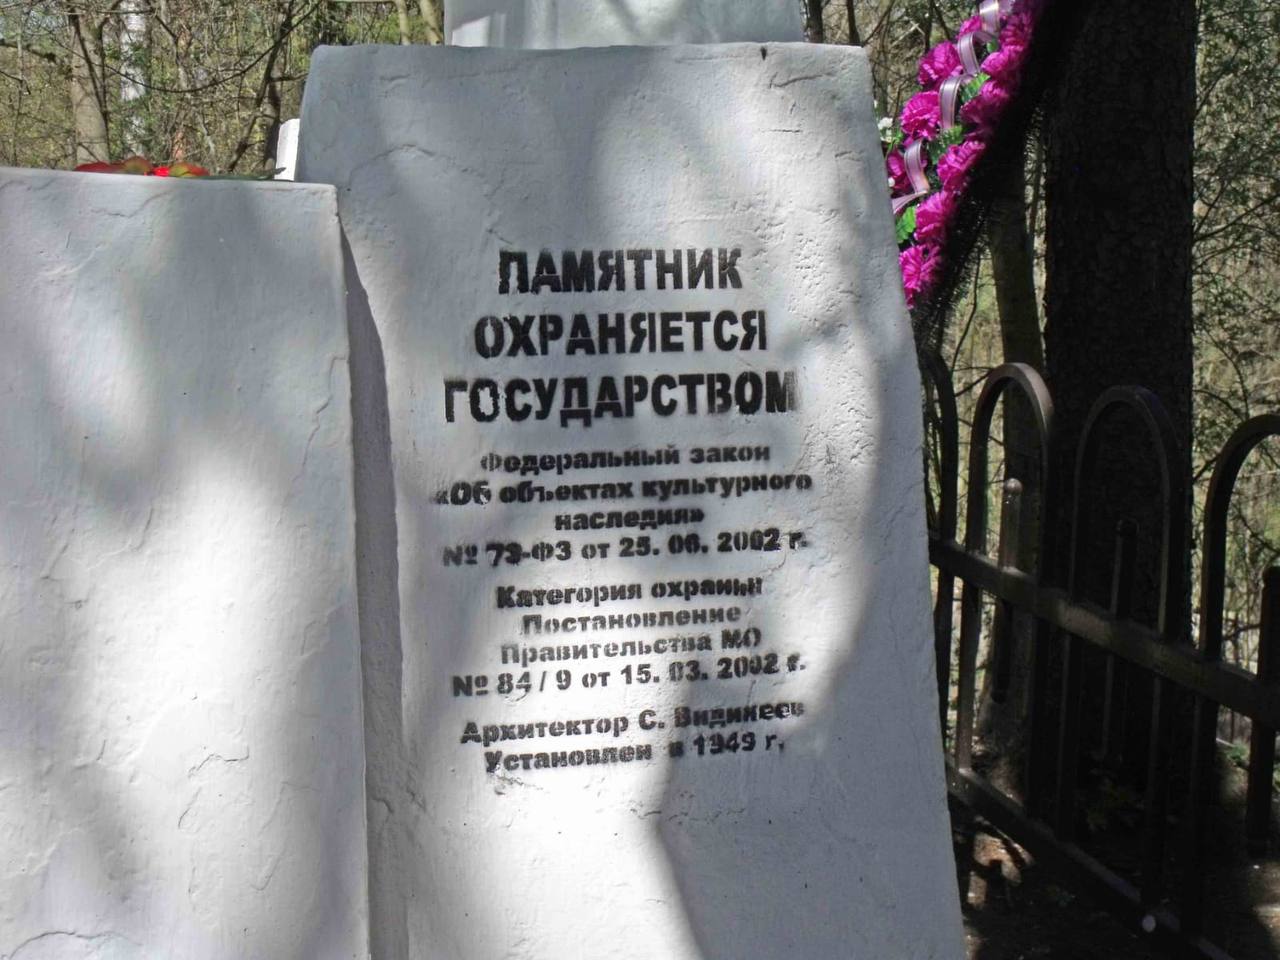 ПАМЯТНИК
ОХРАНЯЕТСЯ
ГОСУДАРСТВОМ
Федеральный закон
«Об объектах культурного
наследия»
№ 73-ФЗ от 25. 06. 2002 г.
Категория охраны
Постановление
Правительства МО
№ 84 / 9 от 15. 03. 2002 г.
Архитектор С.
Установлен в 1949 г.